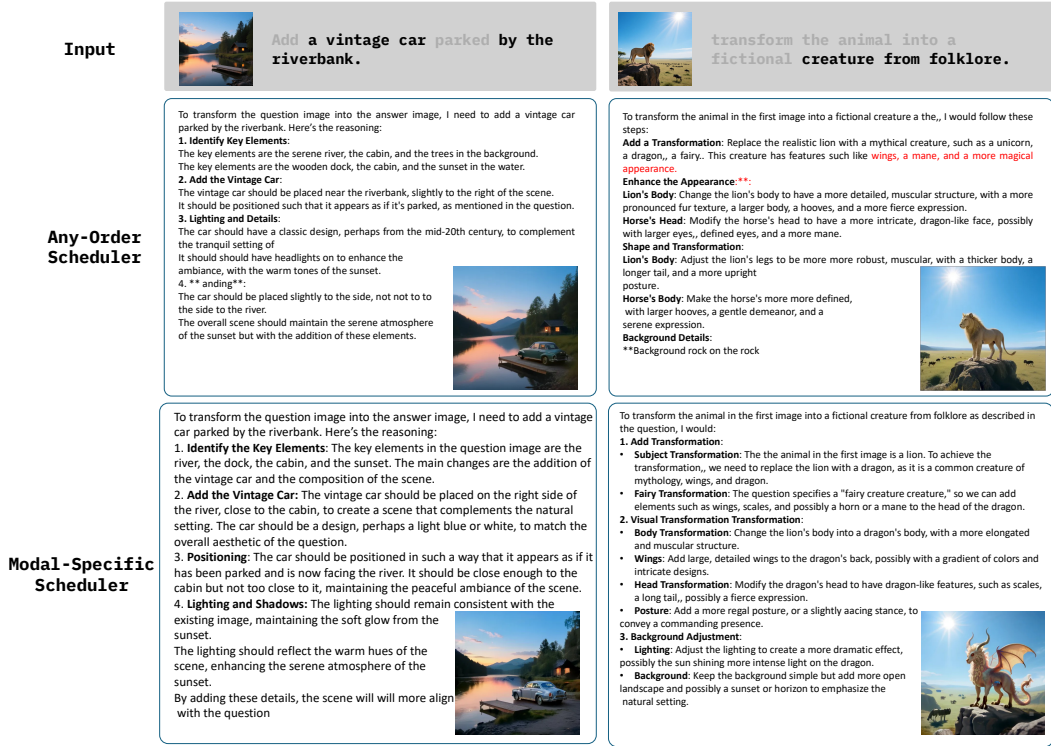 Input
Add a vintage car parked by the
riverbank.
transform the animal into a
fictional creature from folklore.
Any-Order
Scheduler
To transform the question image into the answer image, I need to add a vintage car
parked by the riverbank. Here's the reasoning:
1. Identify Key Elements:
The key elements are the serene river, the cabin, and the trees in the background.
The key elements are the wooden dock, the cabin, and the sunset in the water.
2. Add the Vintage Car:
The vintage car should be placed near the riverbank, slightly to the right of the scene.
It should be positioned such that it appears as if it's parked, as mentioned in the question.
3. Lighting and Details:
The car should have a classic design, perhaps from the mid-20th century, to complement
the tranquil setting of
It should should have headlights on to enhance the
ambiance, with the warm tones of the sunset.
4. ** anding**:
The car should be placed slightly to the side, not not to to
the side to the river.
The overall scene should maintain the serene atmosphere
of the sunset but with the addition of these elements.
To transform the animal in the first image into a fictional creature a the,, I would follow these
steps:
Add a Transformation: Replace the realistic lion with a mythical creature, such as a unicorn,
a dragon,, a fairy.. This creature has features such like wings, a mane, and a more magical
appearance.
Enhance the Appearance:**:
Lion's Body: Change the lion's body to have a more detailed, muscular structure, with a more
pronounced fur texture, a larger body, a hooves, and a more fierce expression.
Horse's Head: Modify the horse's head to have a more intricate, dragon-like face, possibly
with larger eyes,, defined eyes, and a more mane.
Shape and Transformation:
Lion's Body: Adjust the lion's legs to be more more robust, muscular, with a thicker body, a
longer tail, and a more upright
posture.
Horse's Body: Make the horse's more more defined,
with larger hooves, a gentle demeanor, and a
serene expression.
Background Details:
**Background rock on the rock
Modal-Specific
Scheduler
To transform the question image into the answer image, I need to add a vintage
car parked by the riverbank. Here's the reasoning:
1. Identify the Key Elements: The key elements in the question image are the
river, the dock, the cabin, and the sunset. The main changes are the addition of
the vintage car and the composition of the scene.
2. Add the Vintage Car: The vintage car should be placed on the right side of
the river, close to the cabin, to create a scene that complements the natural
setting. The car should be a design, perhaps a light blue or white, to match the
overall aesthetic of the question.
3. Positioning: The car should be positioned in such a way that it appears as if it
has been parked and is now facing the river. It should be close enough to the
cabin but not too close to it, maintaining the peaceful ambiance of the scene.
4. Lighting and Shadows: The lighting should remain consistent with the
existing image, maintaining the soft glow from the
sunset.
The lighting should reflect the warm hues of the
scene, enhancing the serene atmosphere of the
sunset.
By adding these details, the scene will will more align
with the question
To transform the animal in the first image into a fictional creature from folklore as described in
the question, I would:
1. Add Transformation:
• Subject Transformation: The the animal in the first image is a lion. To achieve the
transformation,, we need to replace the lion with a dragon, as it is a common creature of
mythology, wings, and dragon.
• Fairy Transformation: The question specifies a "fairy creature creature," so we can add
elements such as wings, scales, and possibly a horn or a mane to the head of the dragon.
2. Visual Transformation Transformation:
• Body Transformation: Change the lion's body into a dragon's body, with a more elongated
and muscular structure.
• Wings: Add large, detailed wings to the dragon's back, possibly with a gradient of colors and
intricate designs.
• Head Transformation: Modify the dragon's head to have dragon-like features, such as scales,
a long tail,, possibly a fierce expression.
• Posture: Add a more regal posture, or a slightly aacing stance, to
convey a commanding presence.
3. Background Adjustment:
• Lighting: Adjust the lighting to create a more dramatic effect,
possibly the sun shining more intense light on the dragon.
• Background: Keep the background simple but add more open
landscape and possibly a sunset or horizon to emphasize the
natural setting.